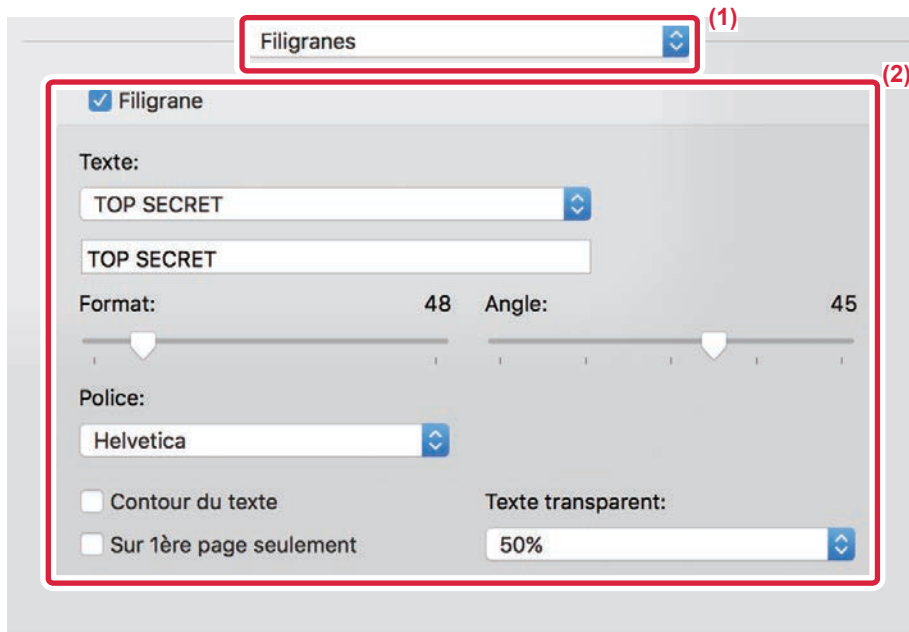 (1)
Filigranes
(2)
Filigrane
Texte:
TOP SECRET
TOP SECRET
Format: 48 Angle: 45
Police:
Helvetica
Contour du texte Texte transparent:
Sur 1ère page seulement 50%